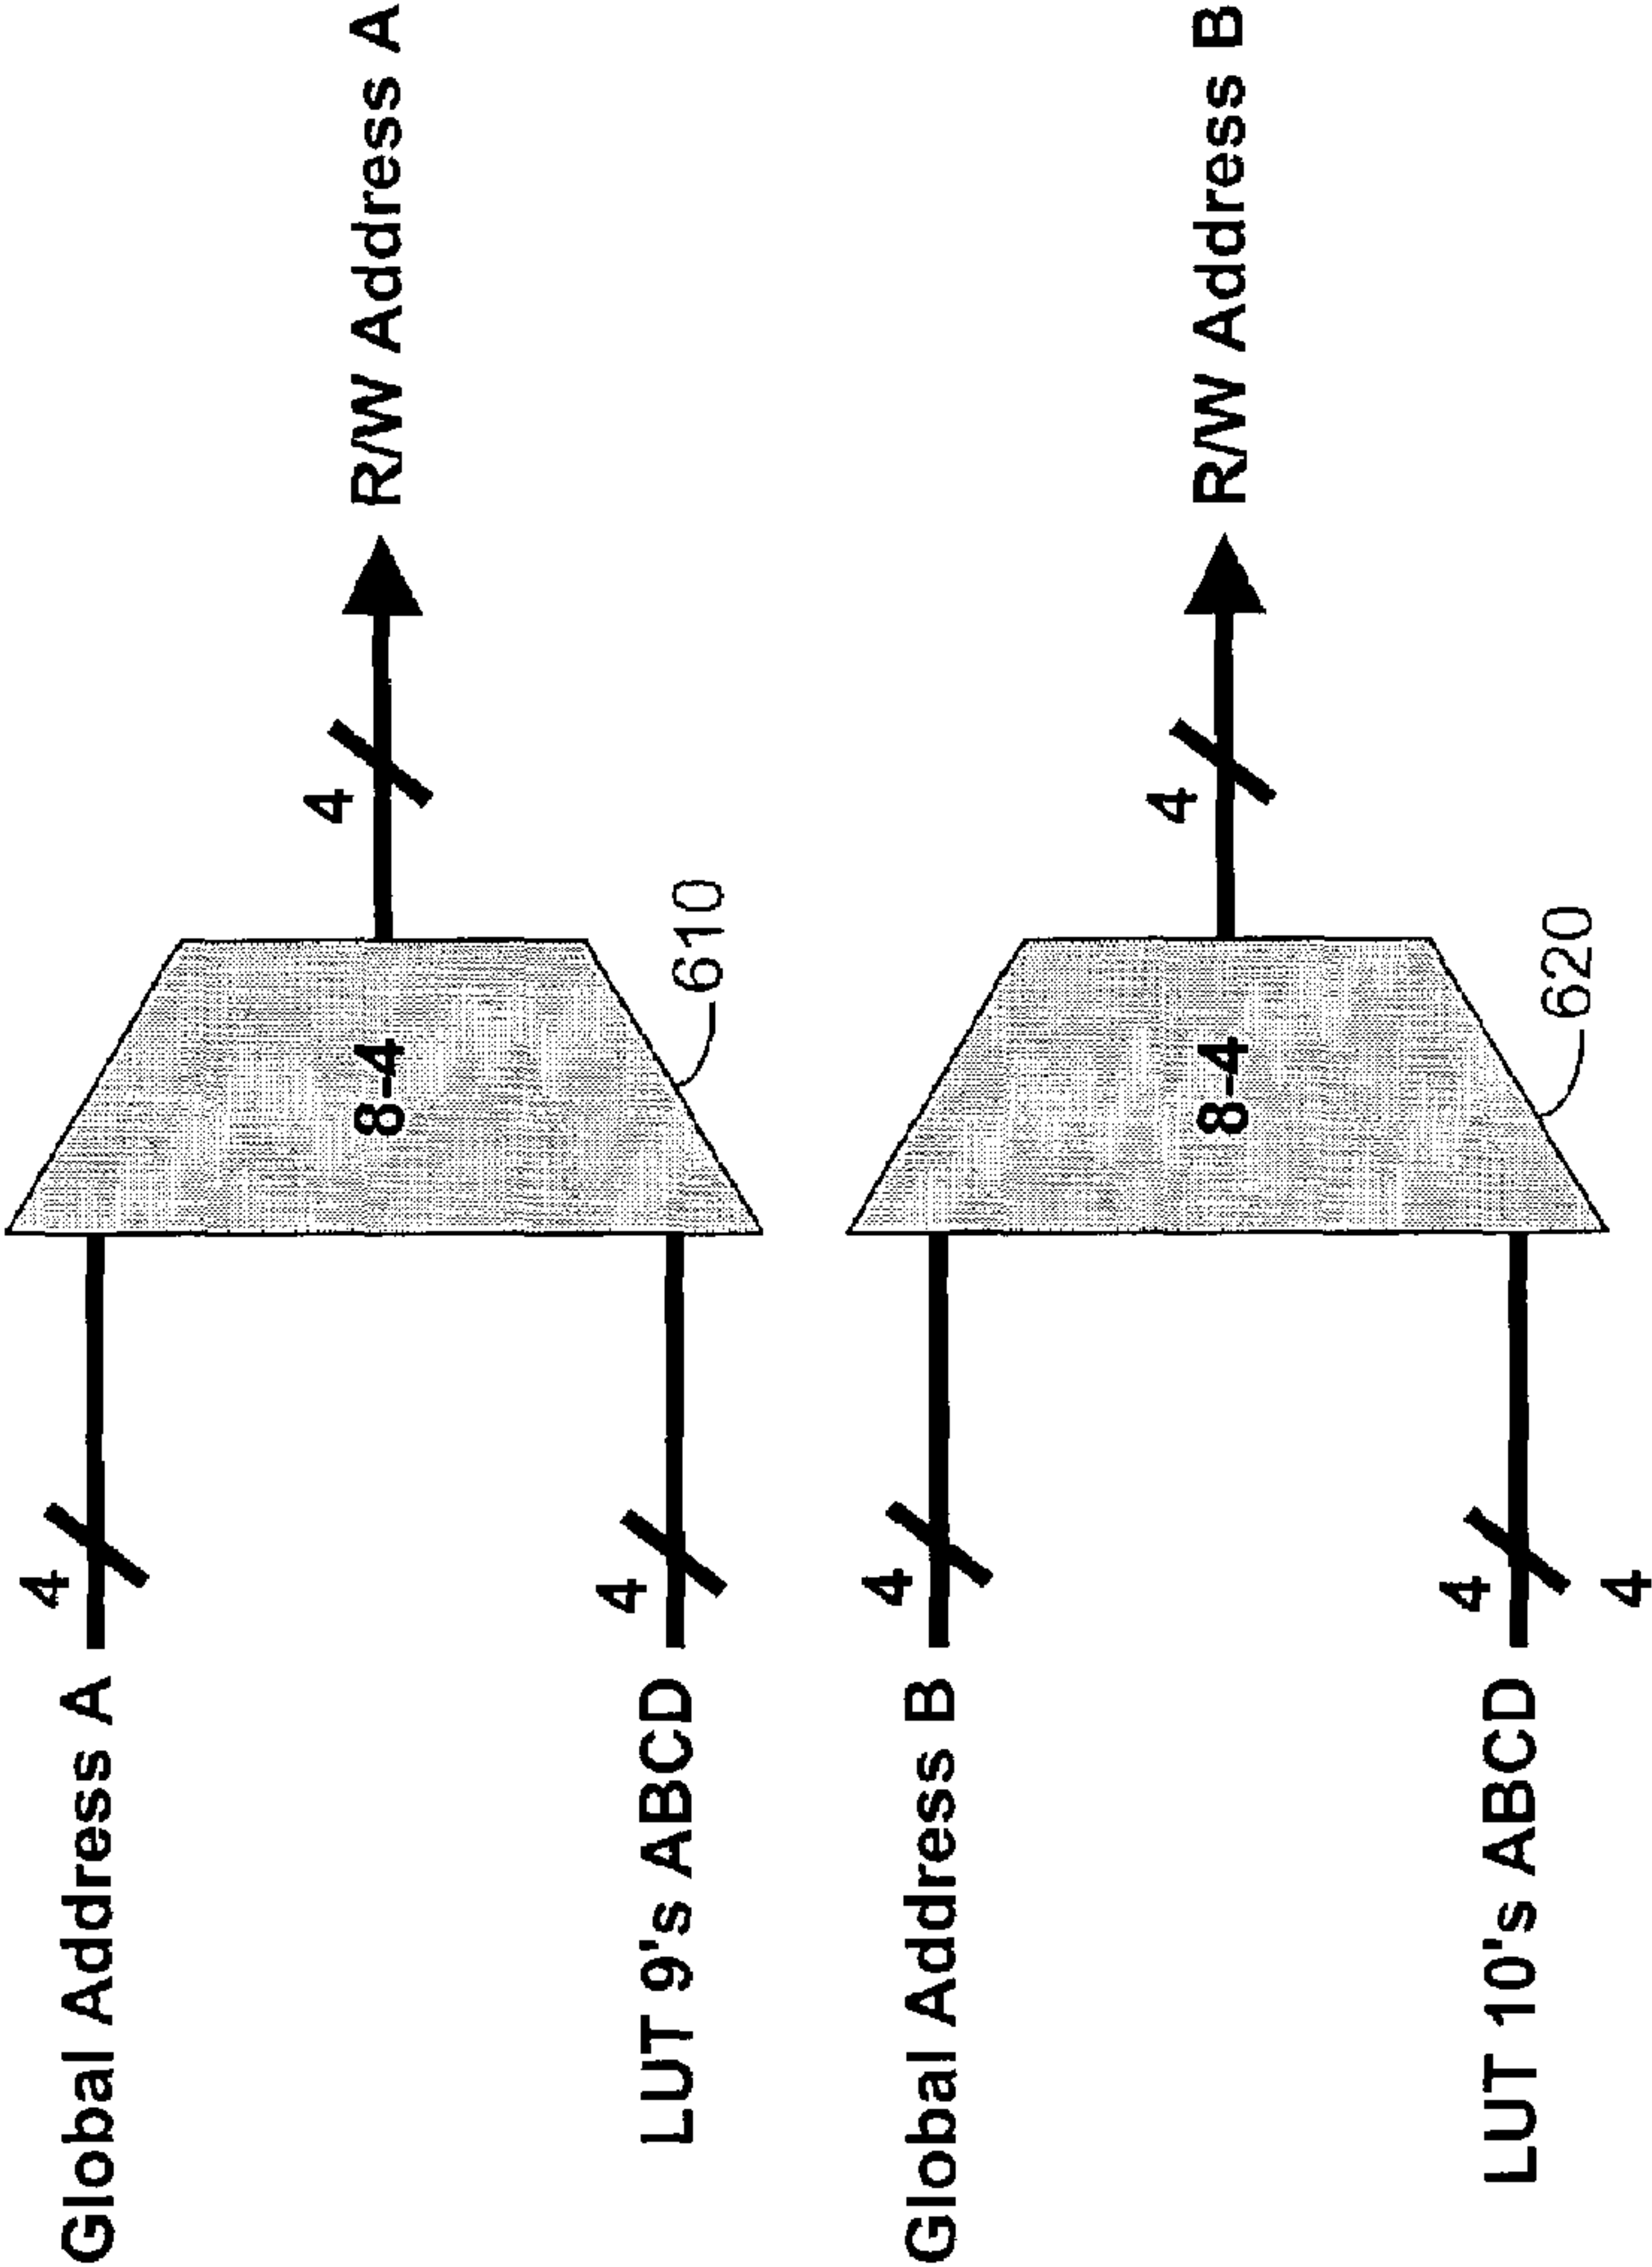 Global Address A
4
8-4
4
R/W Address A
LUT 9's ABCD
4
610
Global Address B
4
8-4
4
R/W Address B
LUT 10's ABCD
4
4
620